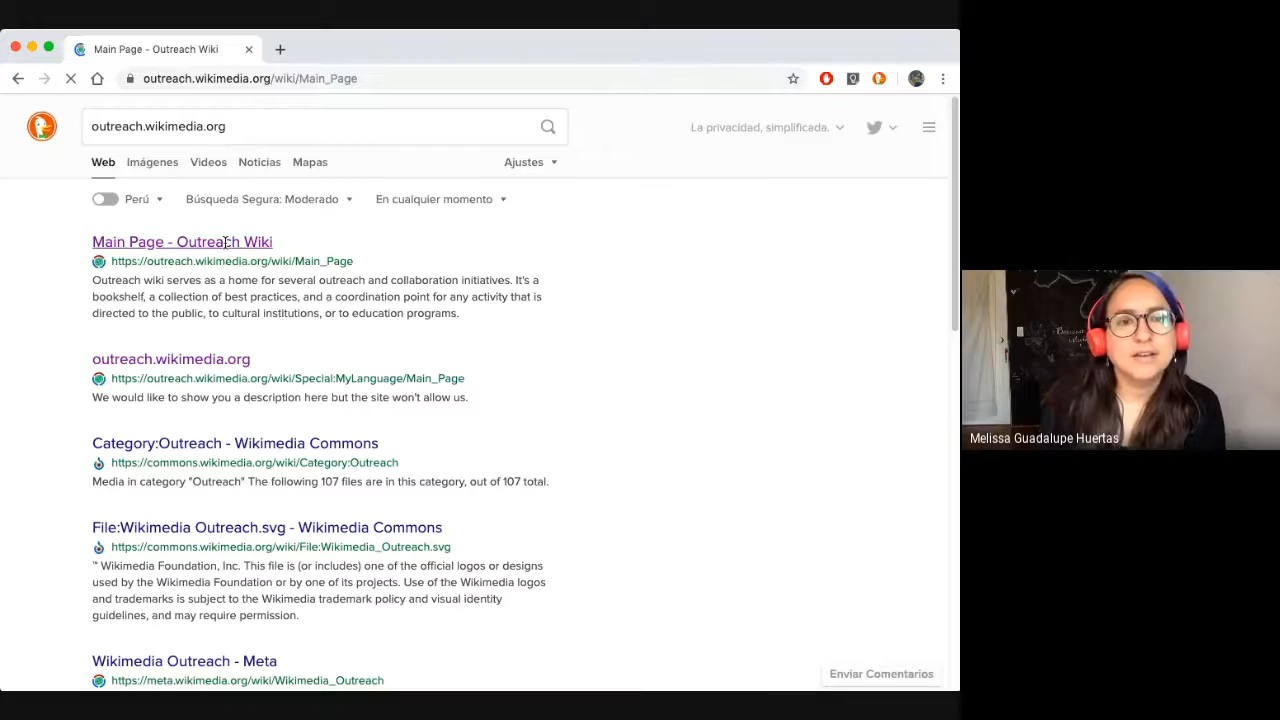 Main Page - Outreach Wiki
outreach.wikimedia.org/wiki/Main_Page
outreach.wikimedia.org
La privacidad, simplificada.
Web Imágenes Videos Noticias Mapas Ajustes
Perú Búsqueda Segura: Moderado En cualquier momento
Main Page - Outreach Wiki
https://outreach.wikimedia.org/wiki/Main_Page
Outreach wiki serves as a home for several outreach and collaboration initiatives. It's a
bookshelf, a collection of best practices, and a coordination point for any activity that is
directed to the public, to cultural institutions, or to education programs.
outreach.wikimedia.org
https://outreach.wikimedia.org/wiki/Special:MyLanguage/Main_Page
We would like to show you a description here but the site won't allow us.
Category:Outreach - Wikimedia Commons
https://commons.wikimedia.org/wiki/Category:Outreach
Media in category "Outreach" The following 107 files are in this category, out of 107 total.
File:Wikimedia Outreach.svg - Wikimedia Commons
https://commons.wikimedia.org/wiki/File:Wikimedia_Outreach.svg
™ Wikimedia Foundation, Inc. This file is (or includes) one of the official logos or designs
used by the Wikimedia Foundation or by one of its projects. Use of the Wikimedia logos
and trademarks is subject to the Wikimedia trademark policy and visual identity
guidelines, and may require permission.
Wikimedia Outreach - Meta
https://meta.wikimedia.org/wiki/Wikimedia_Outreach
Enviar Comentarios
Melissa Guadalupe Huertas